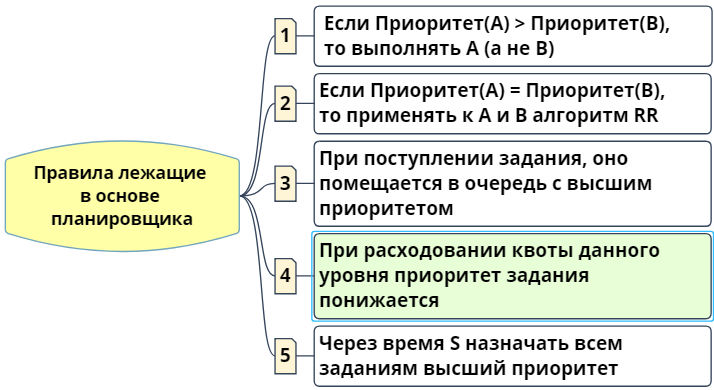 Правила лежащие
в основе
планировщика
1
Если Приоритет(A) > Приоритет(B),
то выполнять A (а не B)
2
Если Приоритет(A) = Приоритет(B),
то применять к A и B алгоритм RR
3
При поступлении задания, оно
помещается в очередь с высшим
приоритетом
4
При расходовании квоты данного
уровня приоритет задания
понижается
5
Через время S назначать всем
заданиям высший приоритет